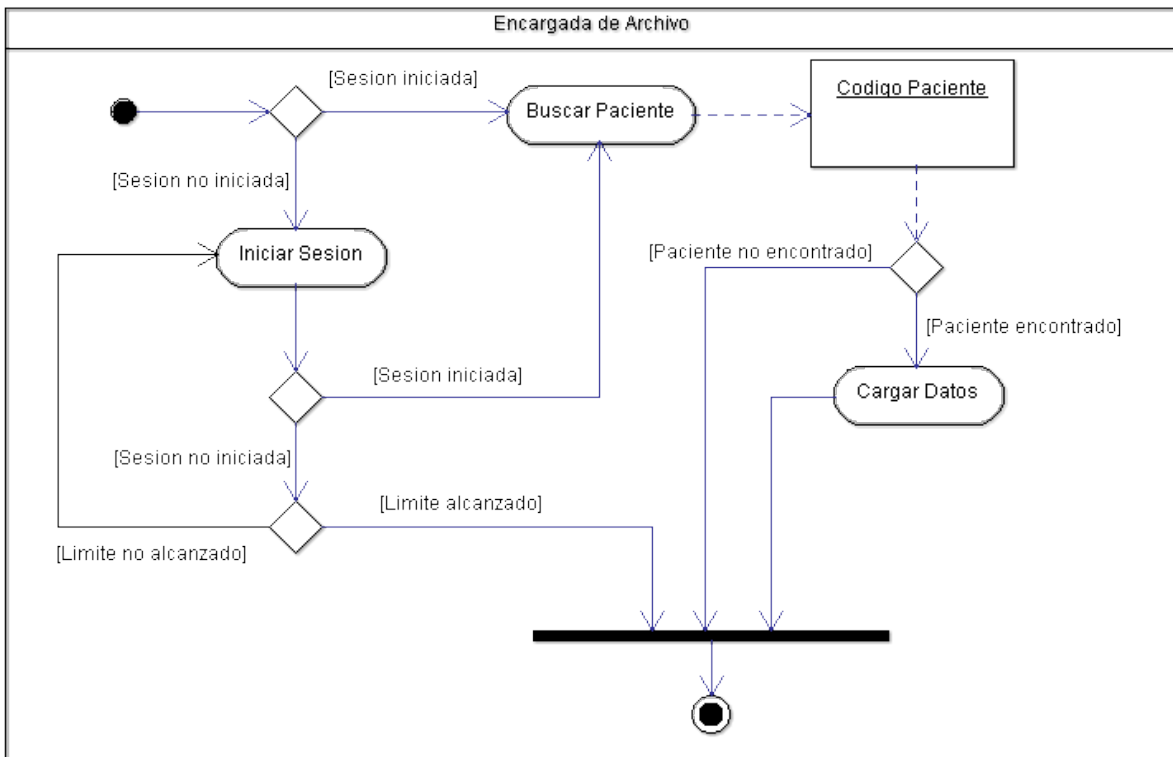 Encargada de Archivo
[Sesion iniciada]
Buscar Paciente
Codigo Paciente
[Sesion no iniciada]
Iniciar Sesion
[Paciente no encontrado]
[Paciente encontrado]
[Sesion iniciada]
Cargar Datos
[Sesion no iniciada]
[Limite alcanzado]
[Limite no alcanzado]